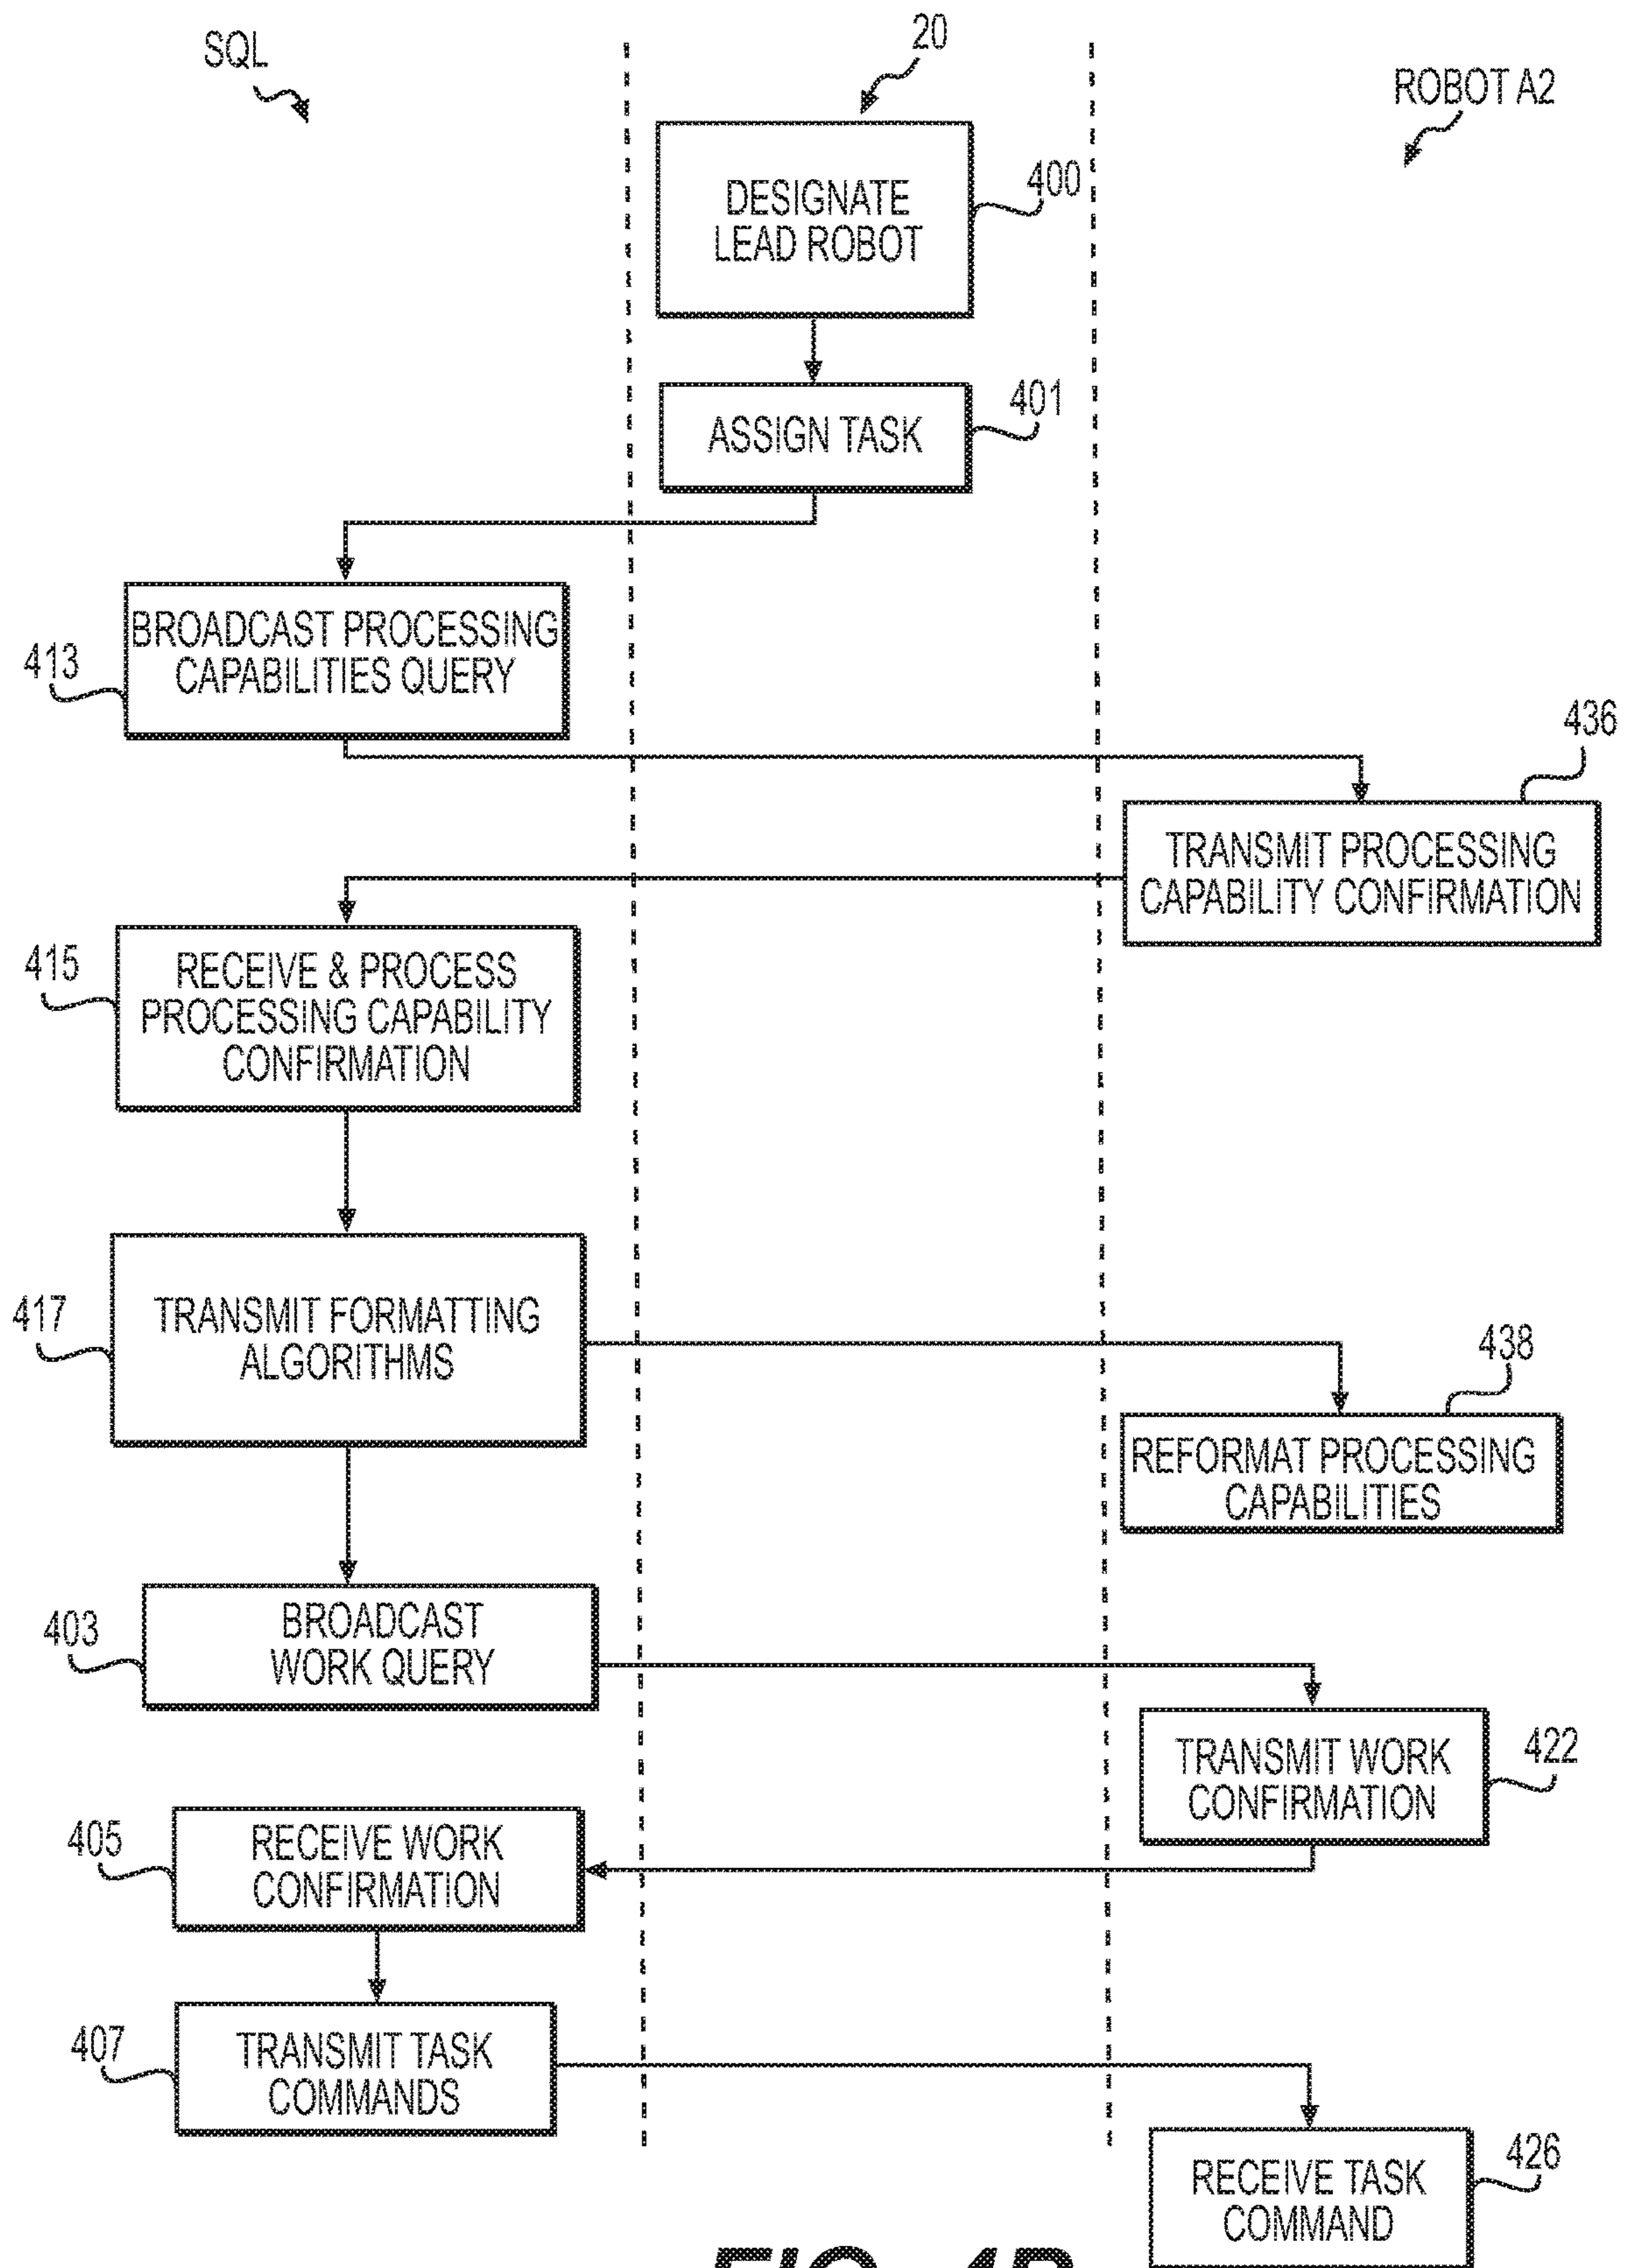 SQL
20
ROBOT A2
DESIGNATE
LEAD ROBOT
400
ASSIGN TASK
401
BROADCAST PROCESSING
CAPABILITIES QUERY
413
436
TRANSMIT PROCESSING
CAPABILITY CONFIRMATION
415
RECEIVE & PROCESS
PROCESSING CAPABILITY
CONFIRMATION
417
TRANSMIT FORMATTING
ALGORITHMS
438
REFORMAT PROCESSING
CAPABILITIES
403
BROADCAST
WORK QUERY
TRANSMIT WORK
CONFIRMATION
422
405
RECEIVE WORK
CONFIRMATION
407
TRANSMIT TASK
COMMANDS
RECEIVE TASK
COMMAND
426